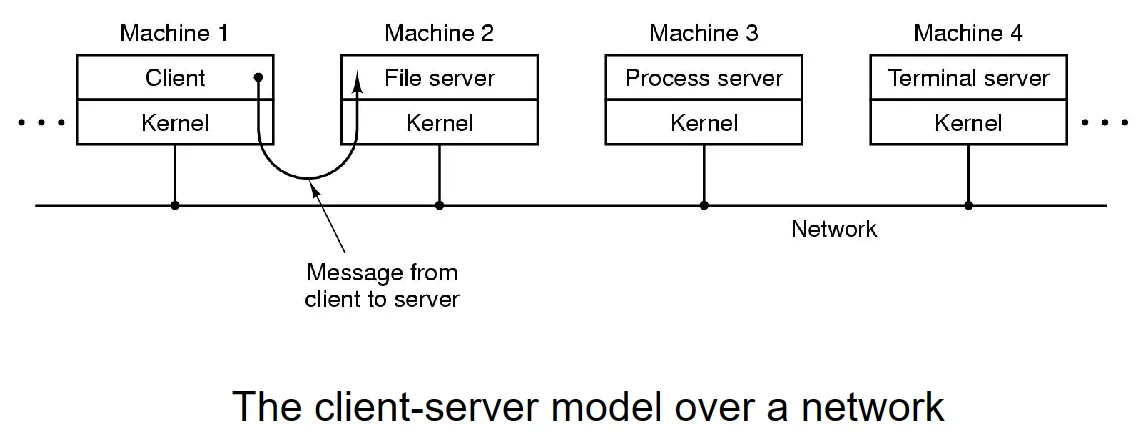 Machine 1
Machine 2
Machine 3
Machine 4
Client
File server
Process server
Terminal server
Kernel
Kernel
Kernel
Kernel
Network
Message from
client to server
The client-server model over a network